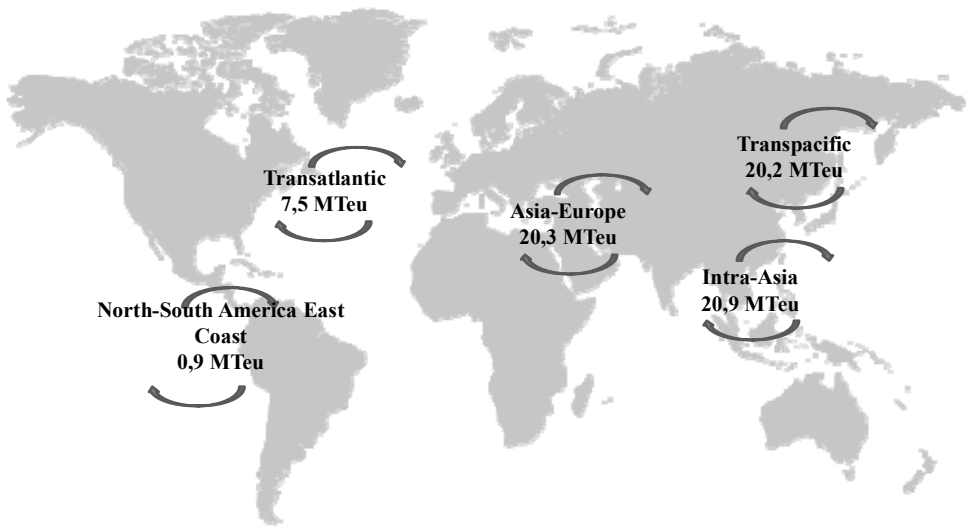 Transpacific
20,2 MTeu
Transatlantic
7,5 MTeu
Asia-Europe
20,3 MTeu
Intra-Asia
20,9 MTeu
North-South America East
Coast
0,9 MTeu